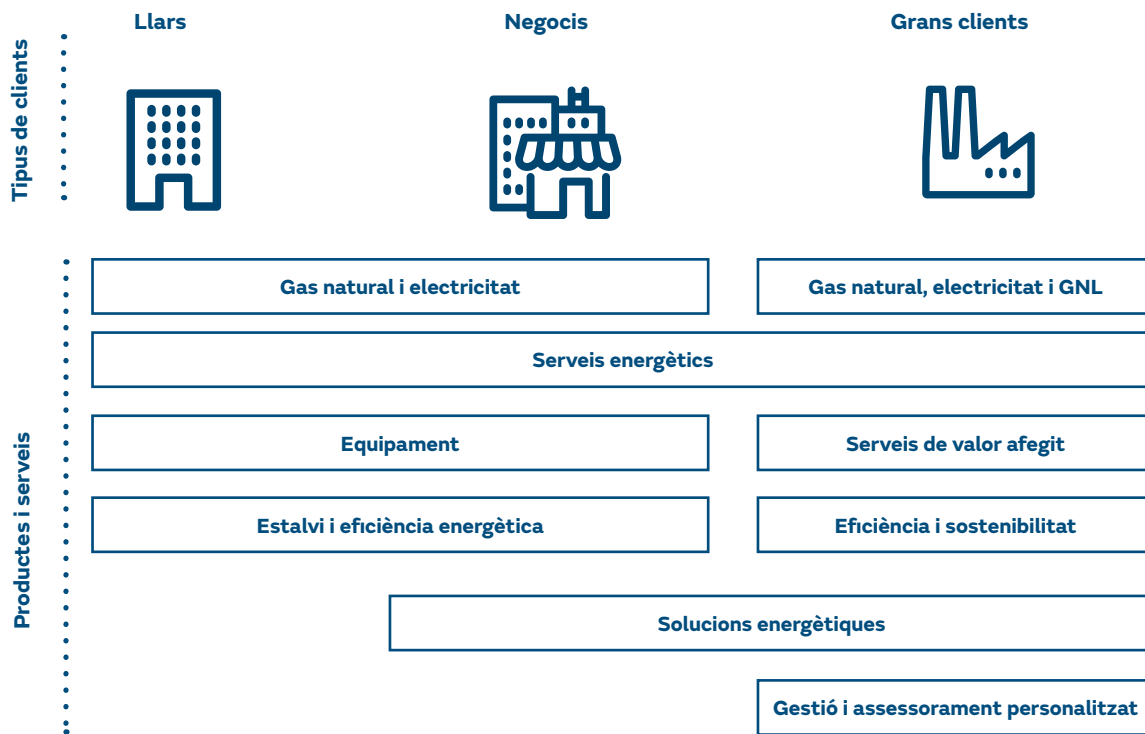 Tipus de clients
Llars
Negocis
Grans clients
Productes i serveis
Gas natural i electricitat
Gas natural, electricitat i GNL
Serveis energètics
Equipament
Serveis de valor afegit
Estalvi i eficiència energètica
Eficiència i sostenibilitat
Solucions energètiques
Gestió i assessorament personalitzat